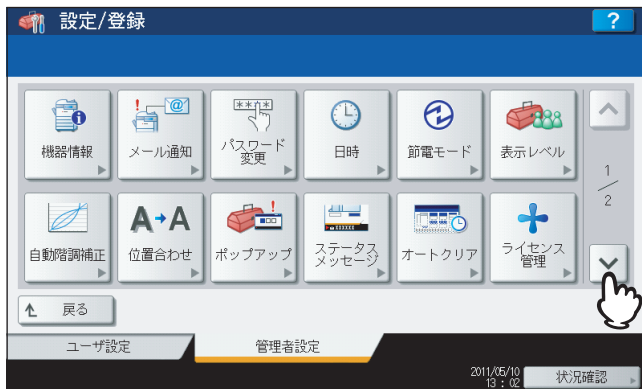 設定/登録
?
機器情報
メール通知
パスワード
変更
日時
節電モード
表示レベル
1
/
2
自動階調補正
A→A
位置合わせ
ポップアップ
ステータス
メッセージ
オートクリア
ライセンス
管理
戻る
ユーザ設定
管理者設定
2011/05/10
13:02
状況確認